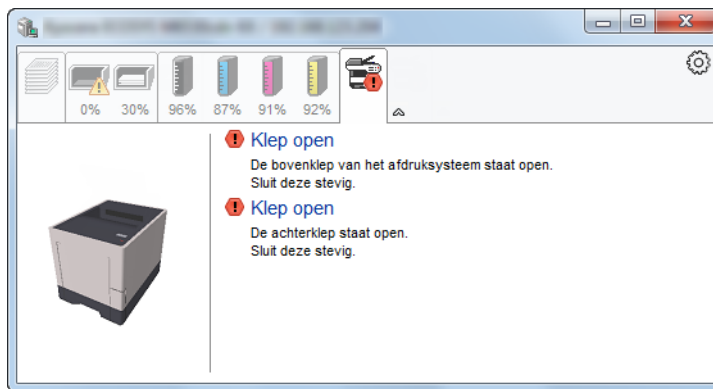 0% 30% 96% 87% 91% 92%
Klep open
De bovenklep van het afdruksysteem staat open.
Sluit deze stevig.
Klep open
De achterklep staat open.
Sluit deze stevig.